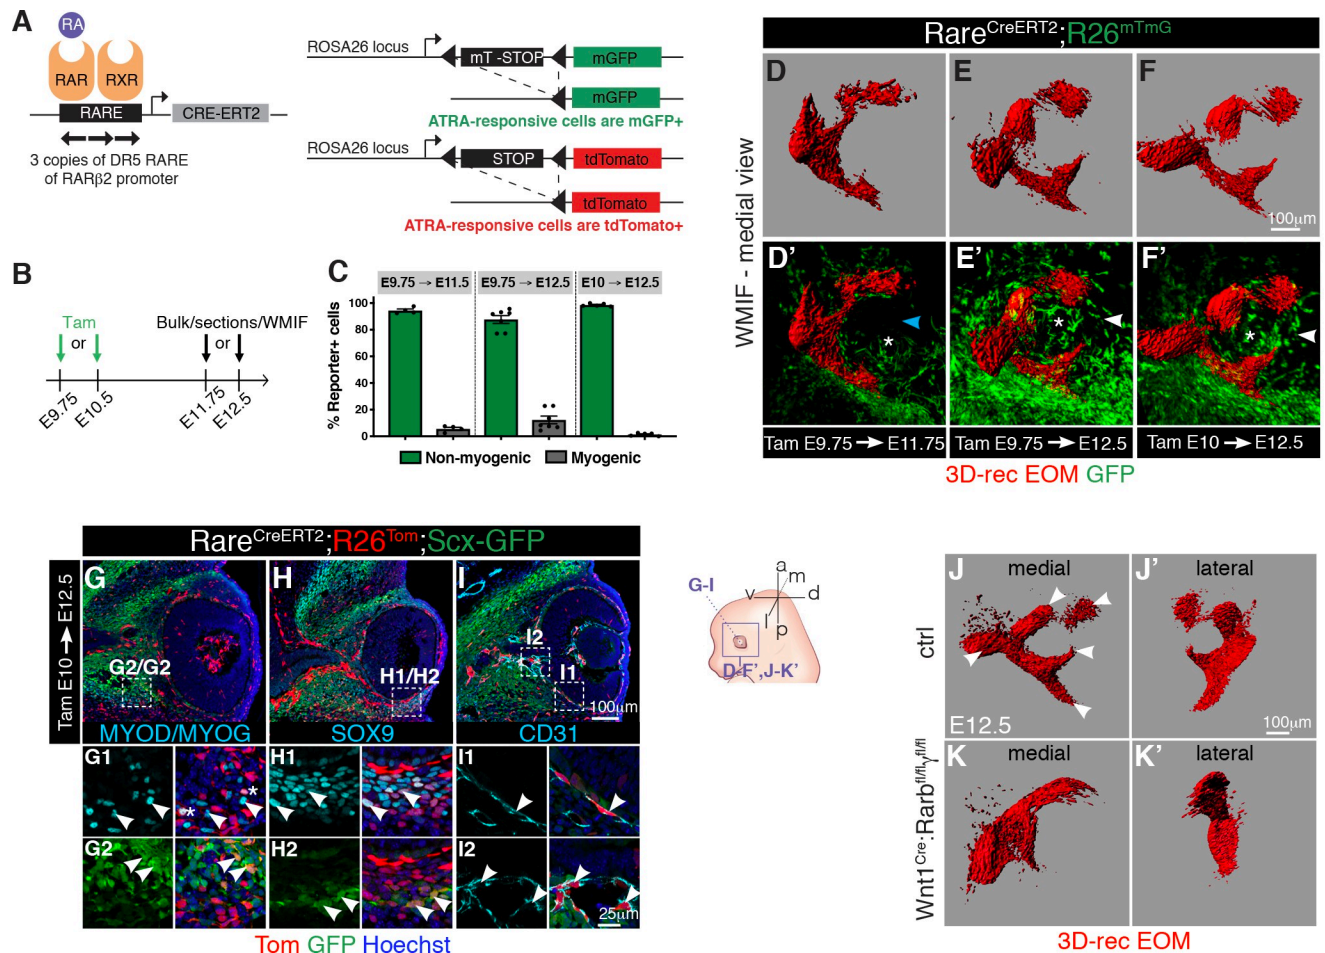 A
RA
RAR
RXR
RARE
CRE-ERT2
3 copies of DR5 RARE
of RARβ2 promoter
ROSA26 locus
mT -STOP
mGFP
mGFP
ATRA-responsive cells are mGFP+
ROSA26 locus
STOP
tdTomato
tdTomato
ATRA-responsive cells are tdTomato+
B
Tam
or
Bulk/sections/WMIF
or
E9.75
E10.5
E11.75
E12.5
C
E9.75 → E11.5
E9.75 → E12.5
E10 → E12.5
% Reporter+ cells
100
80
60
40
20
0
Non-myogenic
Myogenic
RareCreERT2;R26mTmG
WMIF - medial view
D
E
F
100μm
D’
*
E’
*
F’
*
Tam E9.75 → E11.75
Tam E9.75 → E12.5
Tam E10 → E12.5
3D-rec EOM GFP
RareCreERT2;R26Tom;Scx-GFP
Tam E10 → E12.5
G
G2/G2
MYOD/MYOG
H
H1/H2
SOX9
I
I2
I1
100μm
CD31
G1
*
*
H1
I1
G2
H2
I2
25μm
Tom GFP Hoechst
G-I
a
m
v
d
l
p
D-F’,J-K’
ctrl
J
medial
E12.5
J’
lateral
100μm
Wnt1Cre:Rarbfl/fl/γfl/fl
K
medial
K’
lateral
3D-rec EOM